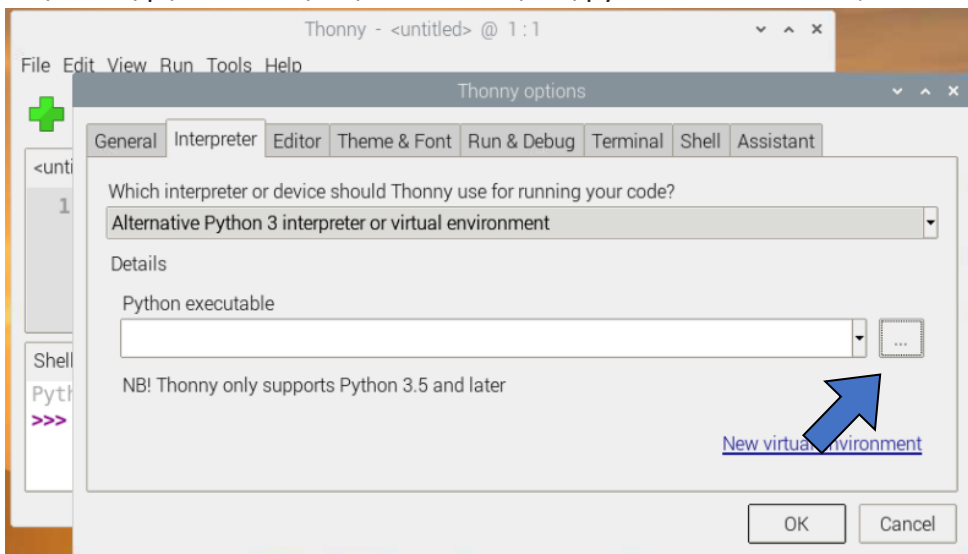 Thonny - <untitled> @ 1:1
File Edit View Run Tools Help
Thonny options
General Interpreter Editor Theme & Font Run & Debug Terminal Shell Assistant
<unti
Which interpreter or device should Thonny use for running your code?
1
Alternative Python 3 interpreter or virtual environment
Details
Python executable
...
Shell
NB! Thonny only supports Python 3.5 and later
Pyth
>>>
New virtual environment
OK Cancel